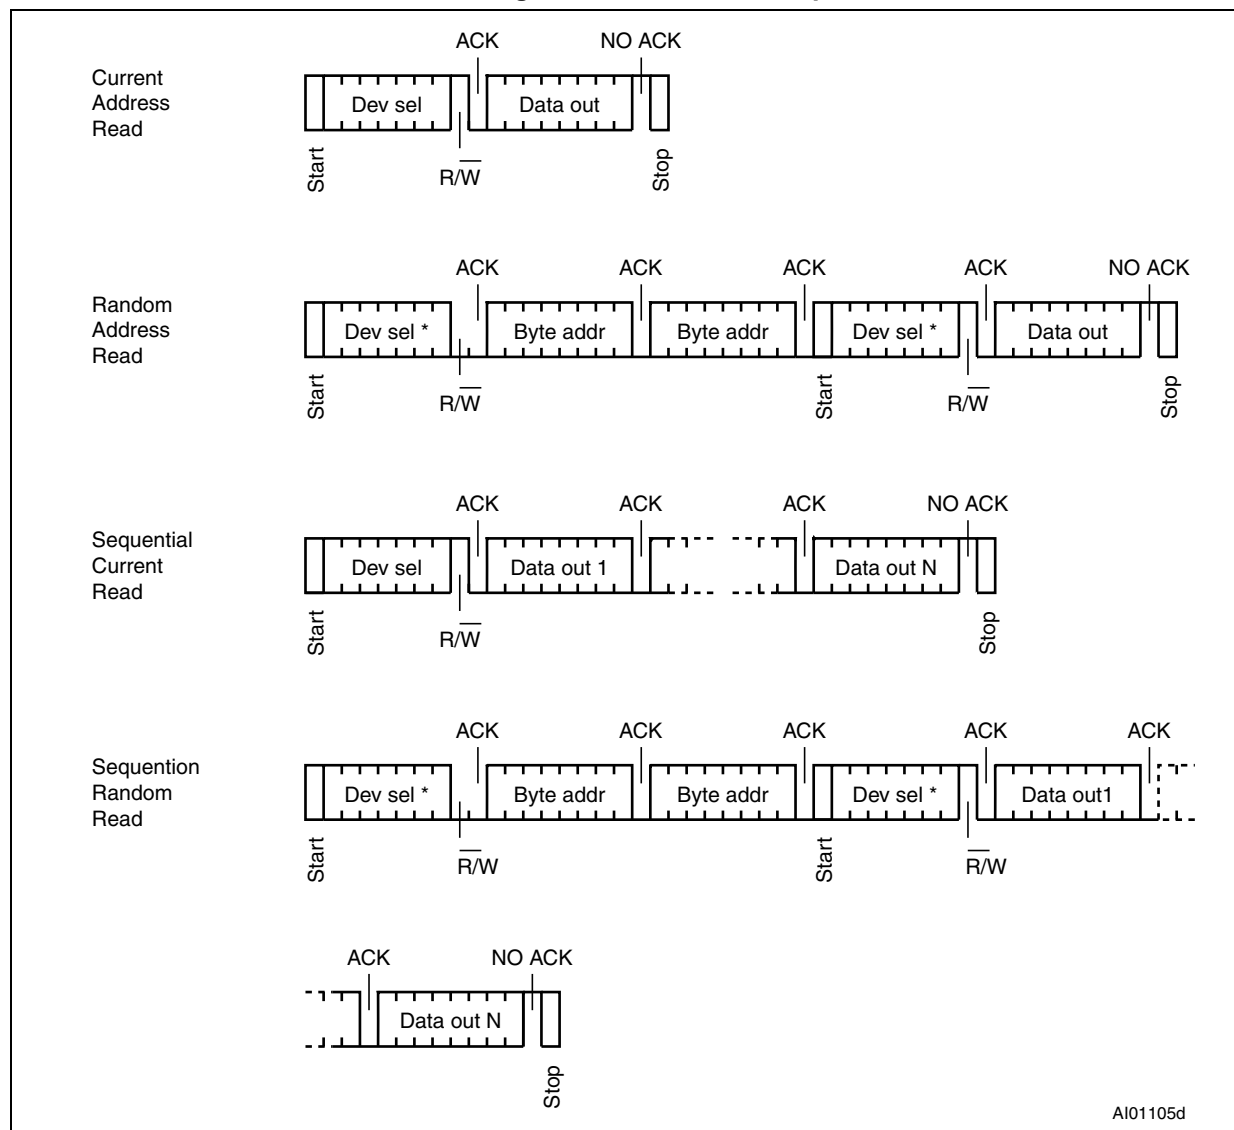 ACK NO ACK
Current
Address
Read
Dev sel Data out
Start R/W̅ Stop
ACK ACK ACK ACK NO ACK
Random
Address
Read
Dev sel * Byte addr Byte addr Dev sel * Data out
Start R/W̅ Start R/W̅ Stop
ACK ACK ACK NO ACK
Sequential
Current
Read
Dev sel Data out 1 Data out N
Start R/W̅ Stop
ACK ACK ACK ACK ACK
Sequention
Random
Read
Dev sel * Byte addr Byte addr Dev sel * Data out1
Start R̅/W Start R̅/W
ACK NO ACK
Data out N
Stop
AI01105d